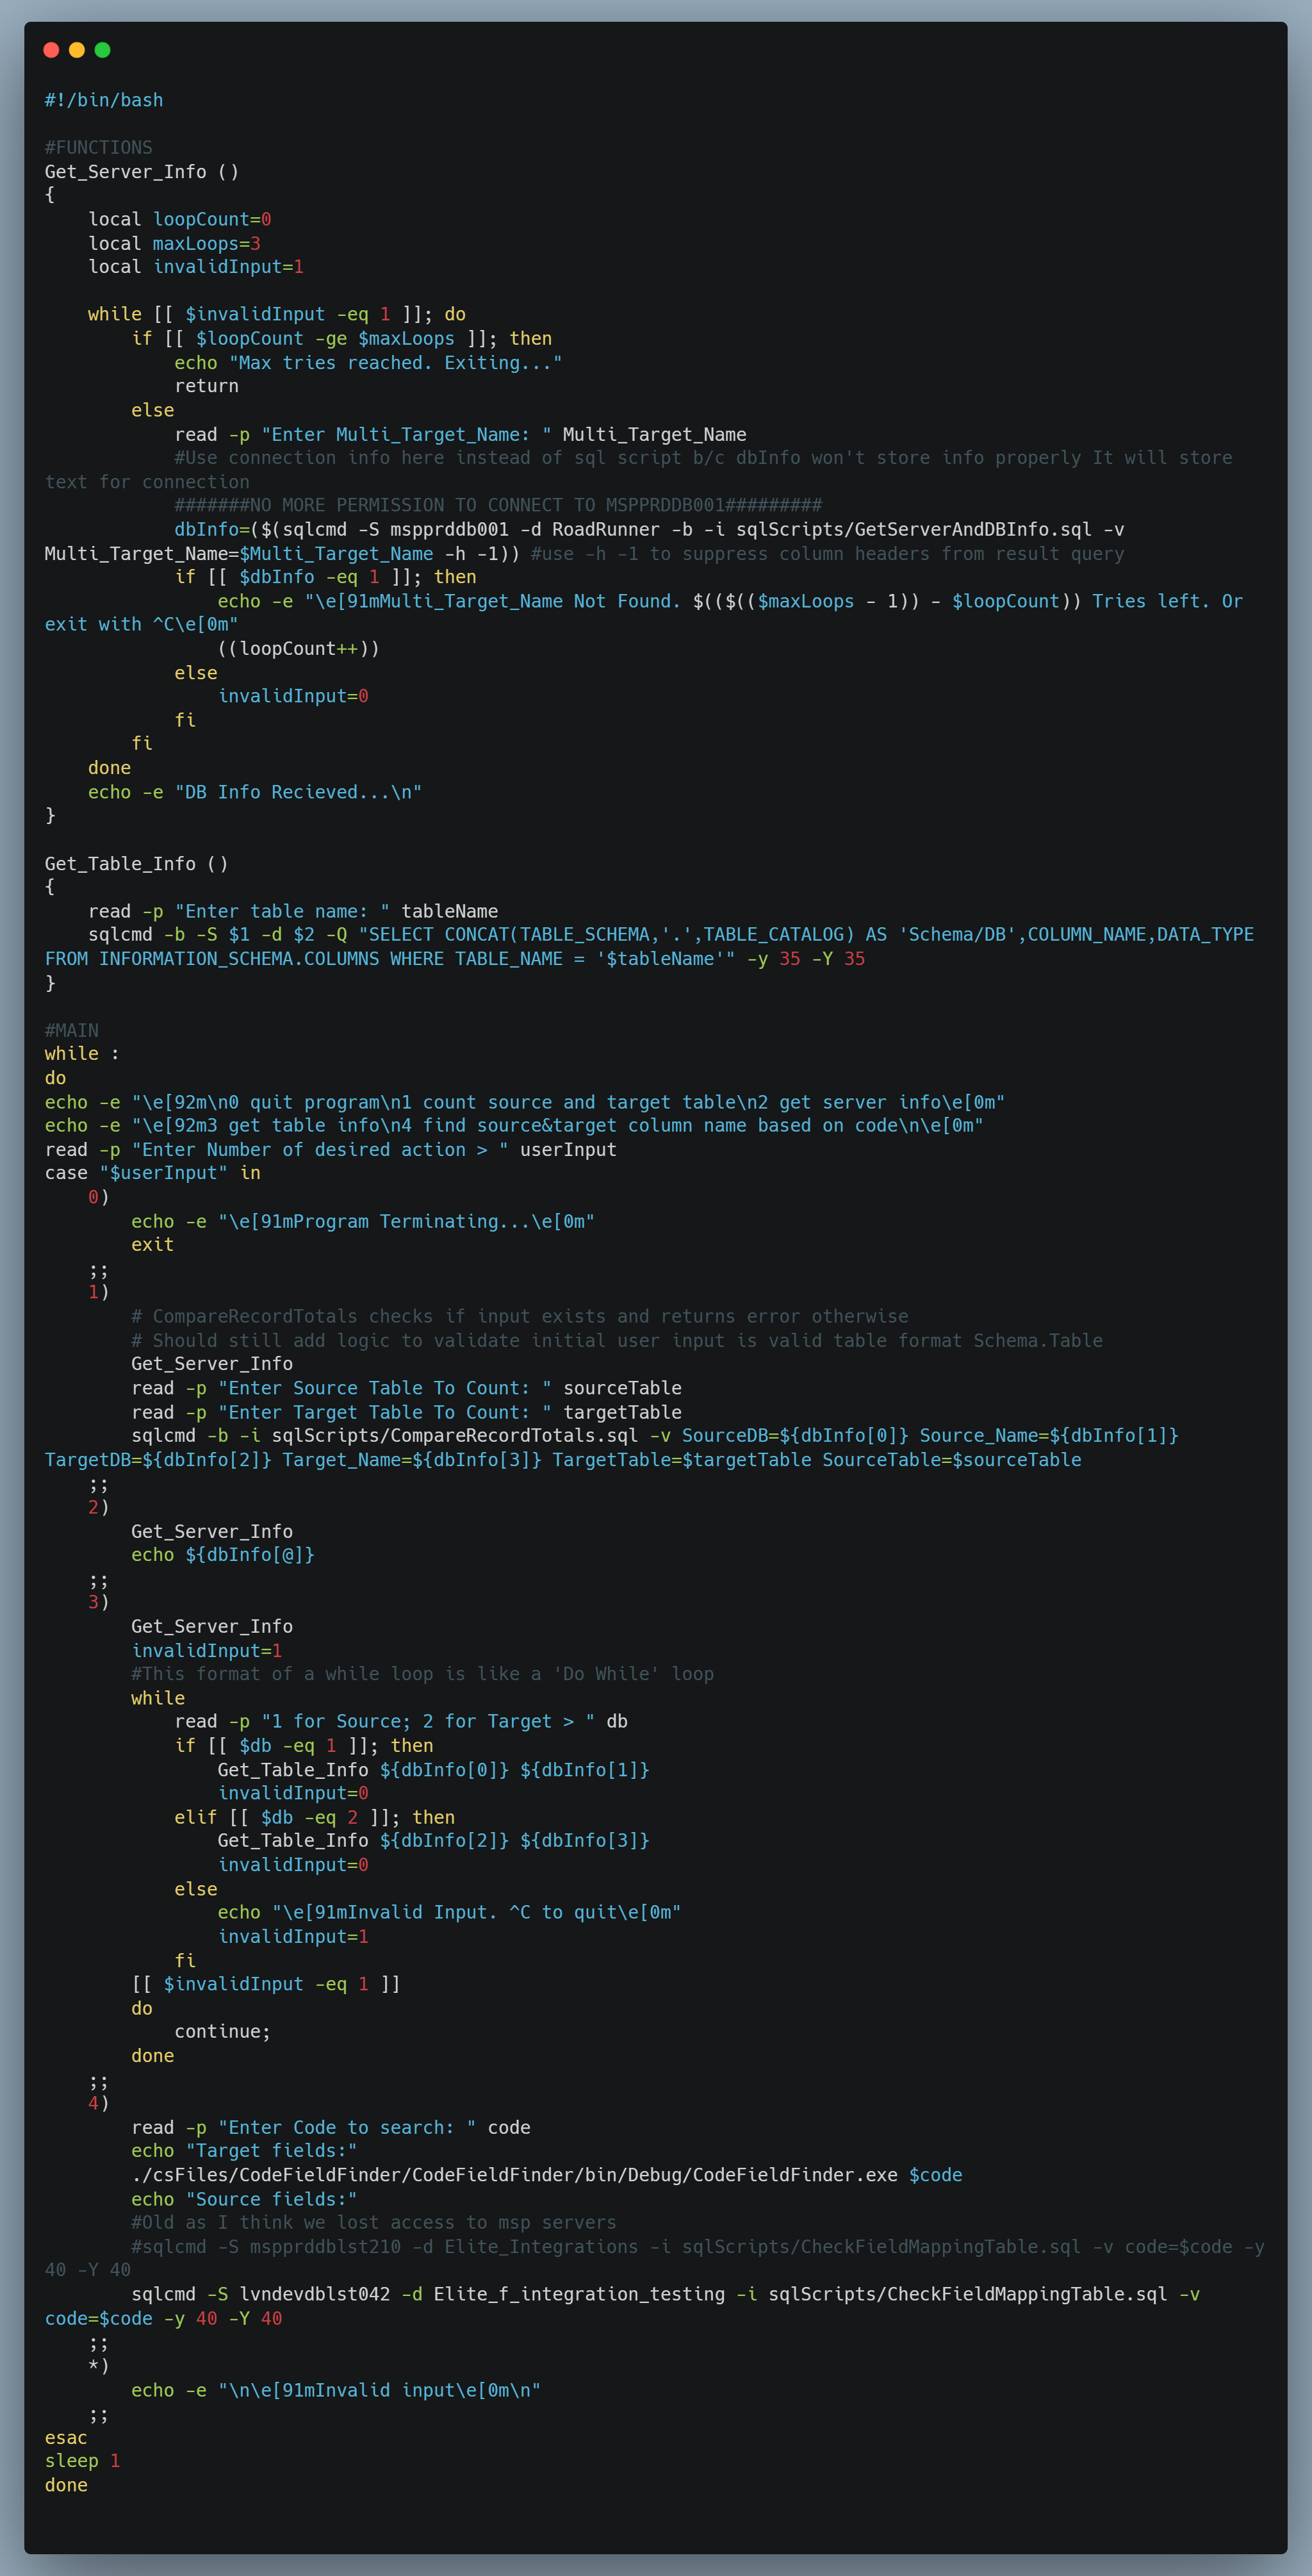 #!/bin/bash

#FUNCTIONS
Get_Server_Info ()
{
    local loopCount=0
    local maxLoops=3
    local invalidInput=1

    while [[ $invalidInput -eq 1 ]]; do
        if [[ $loopCount -ge $maxLoops ]]; then
            echo "Max tries reached. Exiting..."
            return
        else
            read -p "Enter Multi_Target_Name: " Multi_Target_Name
            #Use connection info here instead of sql script b/c dbInfo won't store info properly It will store
text for connection
            #######NO MORE PERMISSION TO CONNECT TO MSPPRDDB001#########
            dbInfo=($(sqlcmd -S mspprddb001 -d RoadRunner -b -i sqlScripts/GetServerAndDBInfo.sql -v
Multi_Target_Name=$Multi_Target_Name -h -1)) #use -h -1 to suppress column headers from result query
            if [[ $dbInfo -eq 1 ]]; then
                echo -e "\e[91mMulti_Target_Name Not Found. $(($(($maxLoops - 1)) - $loopCount)) Tries left. Or
exit with ^C\e[0m"
                ((loopCount++))
            else
                invalidInput=0
            fi
        fi
    done
    echo -e "DB Info Recieved...\n"
}

Get_Table_Info ()
{
    read -p "Enter table name: " tableName
    sqlcmd -b -S $1 -d $2 -Q "SELECT CONCAT(TABLE_SCHEMA,'.',TABLE_CATALOG) AS 'Schema/DB',COLUMN_NAME,DATA_TYPE
FROM INFORMATION_SCHEMA.COLUMNS WHERE TABLE_NAME = '$tableName'" -y 35 -Y 35
}

#MAIN
while :
do
echo -e "\e[92m\n0 quit program\n1 count source and target table\n2 get server info\e[0m"
echo -e "\e[92m3 get table info\n4 find source&target column name based on code\n\e[0m"
read -p "Enter Number of desired action > " userInput
case "$userInput" in
    0)
        echo -e "\e[91mProgram Terminating...\e[0m"
        exit
    ;;
    1)
        # CompareRecordTotals checks if input exists and returns error otherwise
        # Should still add logic to validate initial user input is valid table format Schema.Table
        Get_Server_Info
        read -p "Enter Source Table To Count: " sourceTable
        read -p "Enter Target Table To Count: " targetTable
        sqlcmd -b -i sqlScripts/CompareRecordTotals.sql -v SourceDB=${dbInfo[0]} Source_Name=${dbInfo[1]}
TargetDB=${dbInfo[2]} Target_Name=${dbInfo[3]} TargetTable=$targetTable SourceTable=$sourceTable
    ;;
    2)
        Get_Server_Info
        echo ${dbInfo[@]}
    ;;
    3)
        Get_Server_Info
        invalidInput=1
        #This format of a while loop is like a 'Do While' loop
        while
            read -p "1 for Source; 2 for Target > " db
            if [[ $db -eq 1 ]]; then
                Get_Table_Info ${dbInfo[0]} ${dbInfo[1]}
                invalidInput=0
            elif [[ $db -eq 2 ]]; then
                Get_Table_Info ${dbInfo[2]} ${dbInfo[3]}
                invalidInput=0
            else
                echo "\e[91mInvalid Input. ^C to quit\e[0m"
                invalidInput=1
            fi
        [[ $invalidInput -eq 1 ]]
        do
            continue;
        done
    ;;
    4)
        read -p "Enter Code to search: " code
        echo "Target fields:"
        ./csFiles/CodeFieldFinder/CodeFieldFinder/bin/Debug/CodeFieldFinder.exe $code
        echo "Source fields:"
        #Old as I think we lost access to msp servers
        #sqlcmd -S mspprddblst210 -d Elite_Integrations -i sqlScripts/CheckFieldMappingTable.sql -v code=$code -y
40 -Y 40
        sqlcmd -S lvndevdblst042 -d Elite_f_integration_testing -i sqlScripts/CheckFieldMappingTable.sql -v
code=$code -y 40 -Y 40
    ;;
    *)
        echo -e "\n\e[91mInvalid input\e[0m\n"
    ;;
esac
sleep 1
done